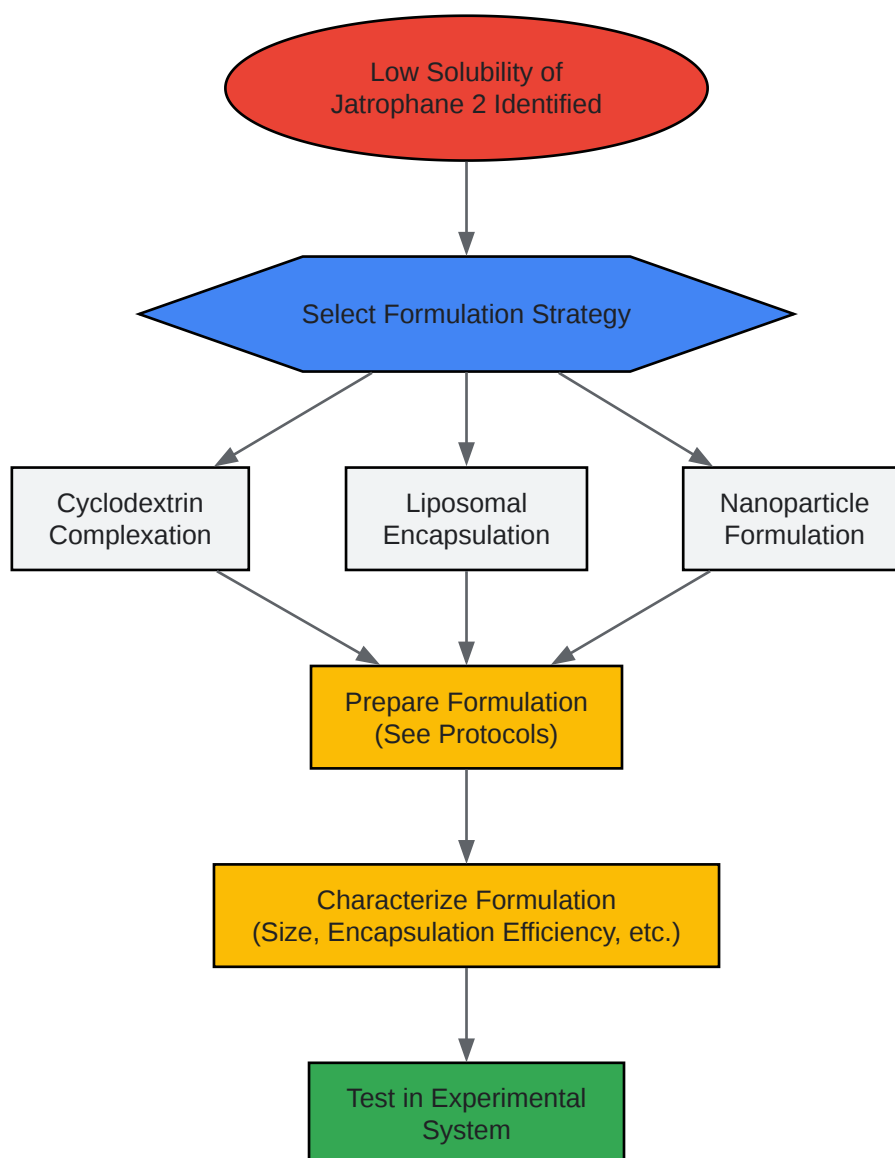 Low Solubility of
Jatrophane 2 Identified
Select Formulation Strategy
Cyclodextrin
Complexation
Liposomal
Encapsulation
Nanoparticle
Formulation
Prepare Formulation
(See Protocols)
Characterize Formulation
(Size, Encapsulation Efficiency, etc.)
Test in Experimental
System